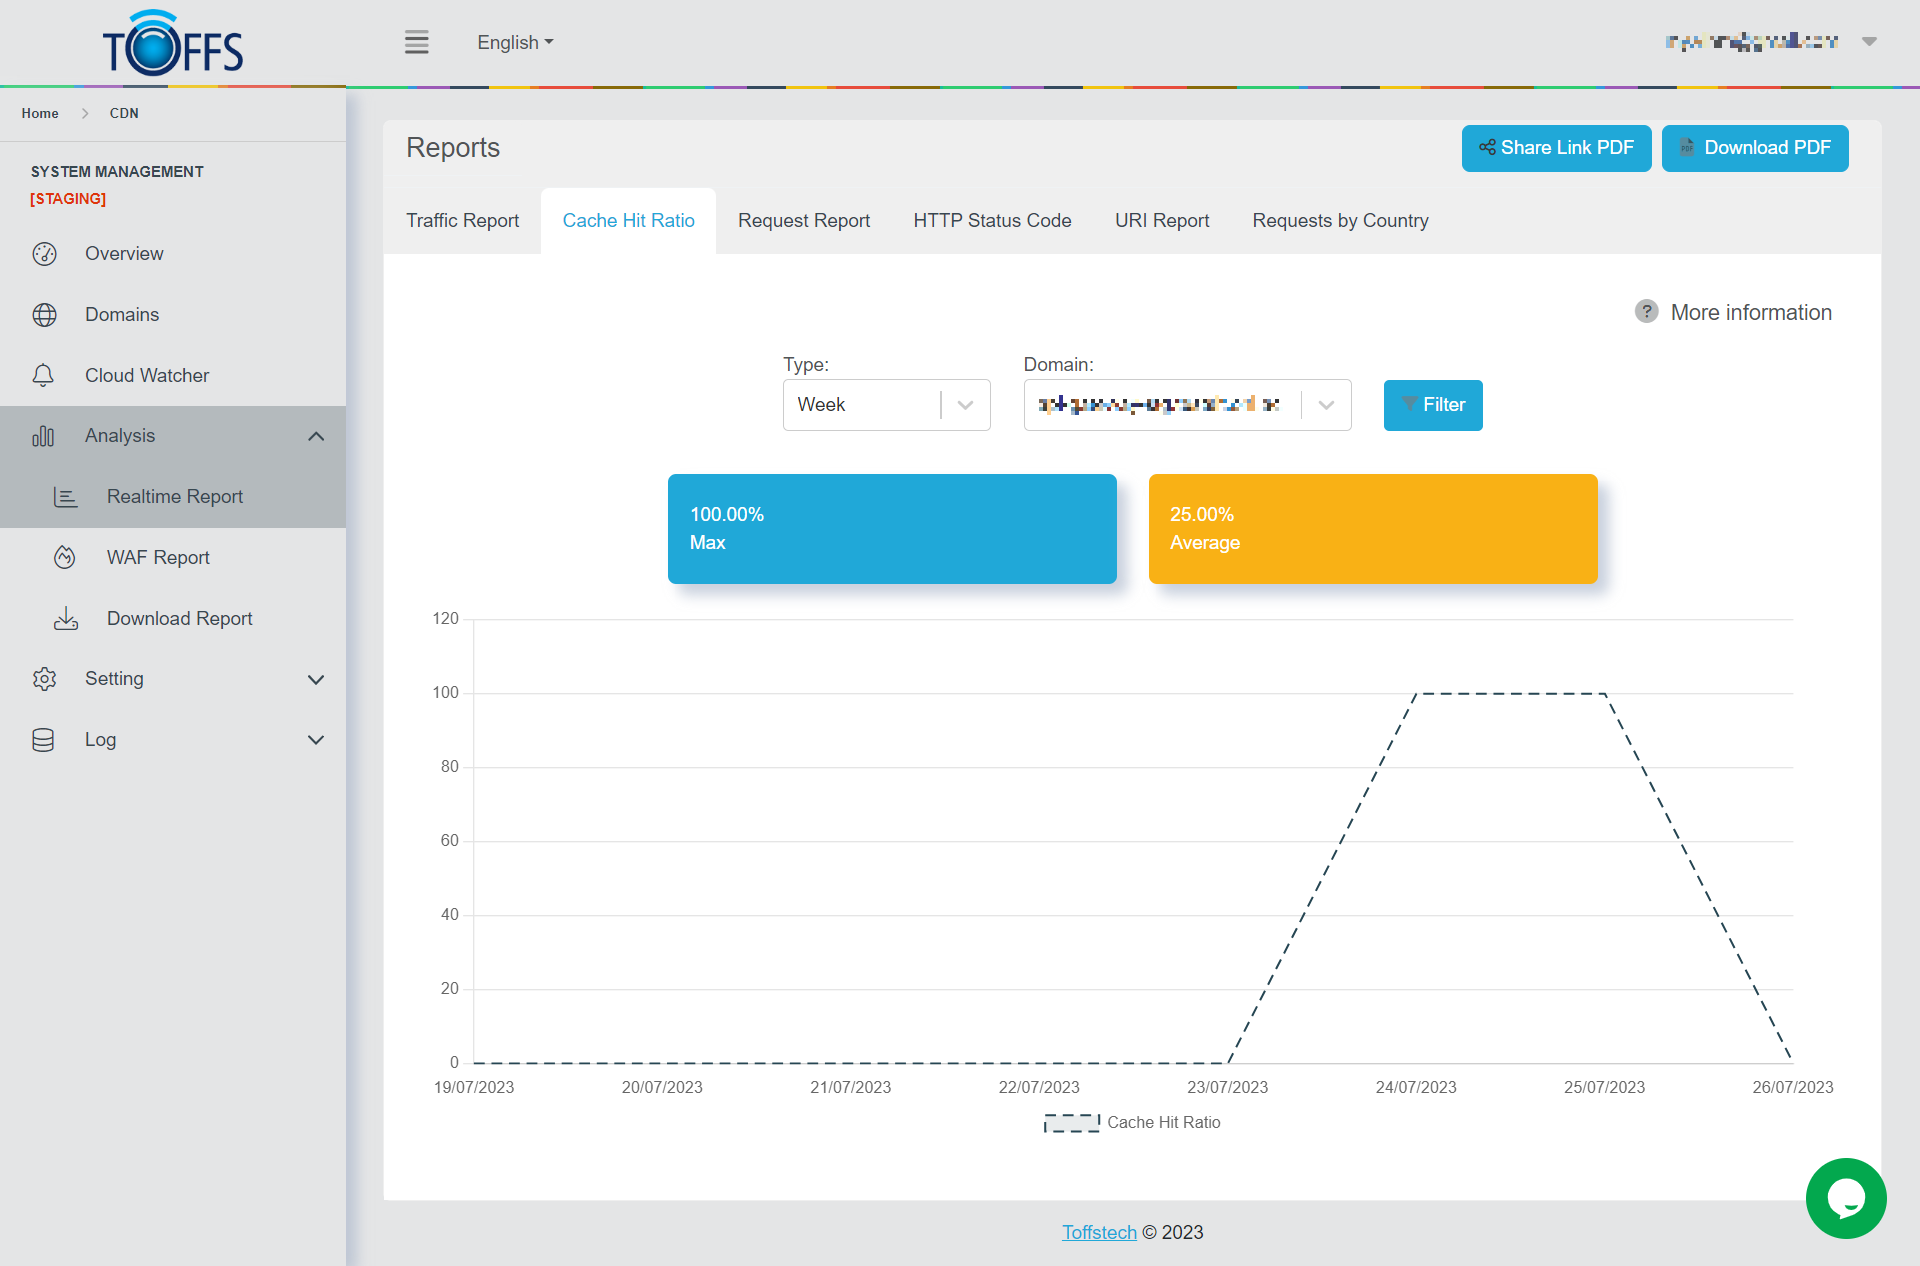 TOFFS
English
Home > CDN
SYSTEM MANAGEMENT
[STAGING]
Overview
Domains
Cloud Watcher
Analysis
Realtime Report
WAF Report
Download Report
Setting
Log
Reports
Share Link PDF
Download PDF
Traffic Report
Cache Hit Ratio
Request Report
HTTP Status Code
URI Report
Requests by Country
? More information
Type:
Domain:
Week
Filter
100.00%
Max
25.00%
Average
120
100
80
60
40
20
0
19/07/2023
20/07/2023
21/07/2023
22/07/2023
23/07/2023
24/07/2023
25/07/2023
26/07/2023
Cache Hit Ratio
Toffstech © 2023